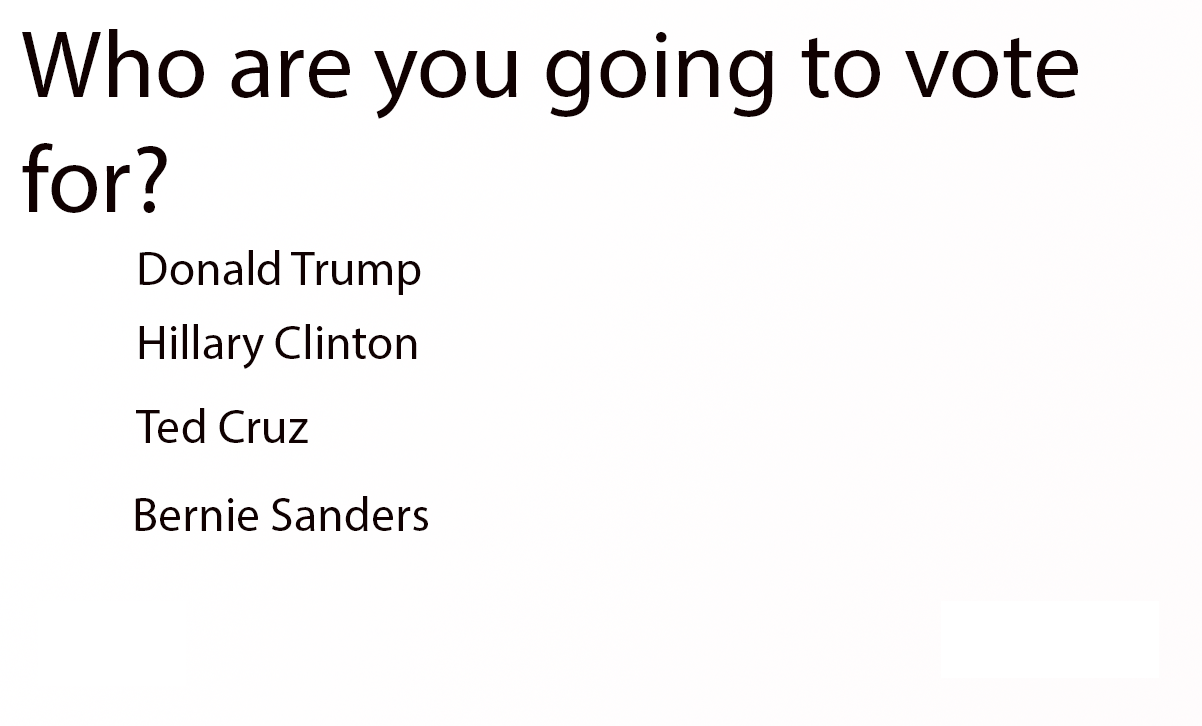 Who are you going to vote
for?
Donald Trump
Hillary Clinton
Ted Cruz
Bernie Sanders